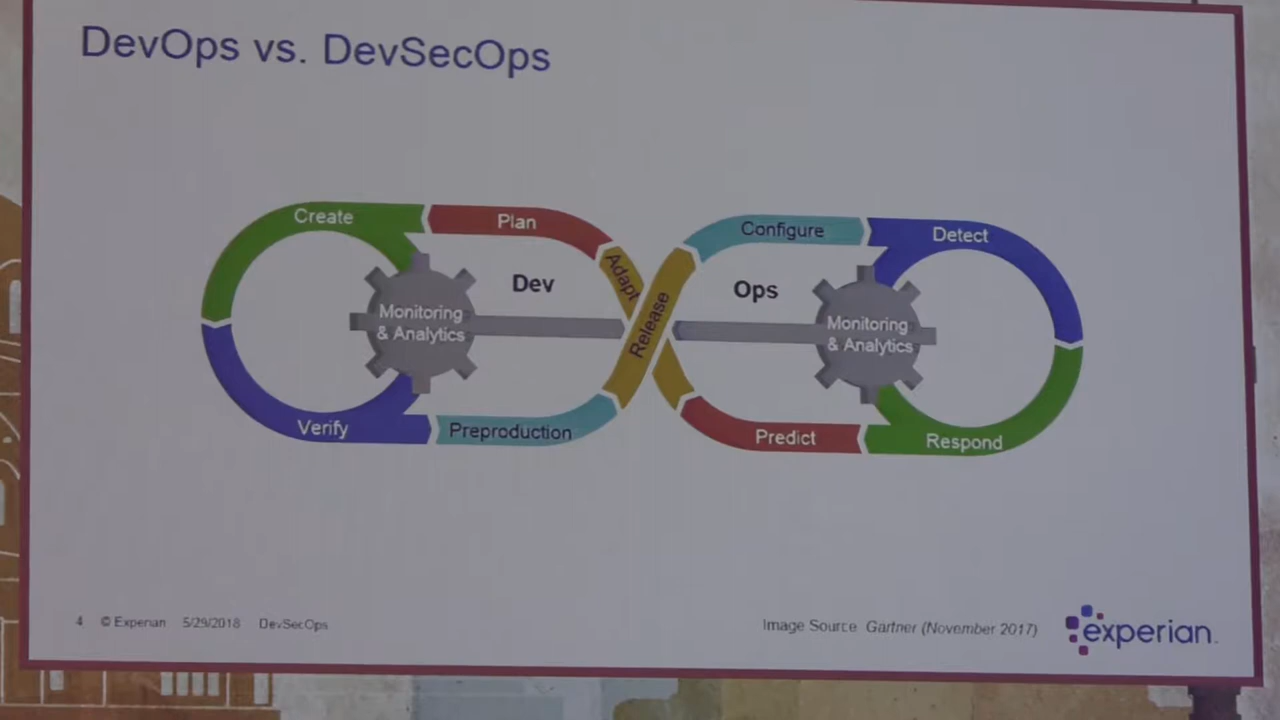 DevOps vs. DevSecOps
Create
Plan
Adapt
Release
Configure
Detect
Dev
Ops
Monitoring
& Analytics
Monitoring
& Analytics
Verify
Preproduction
Predict
Respond
4 © Experian 5/29/2018 DevSecOps
Image Source Gartner (November 2017)
experian